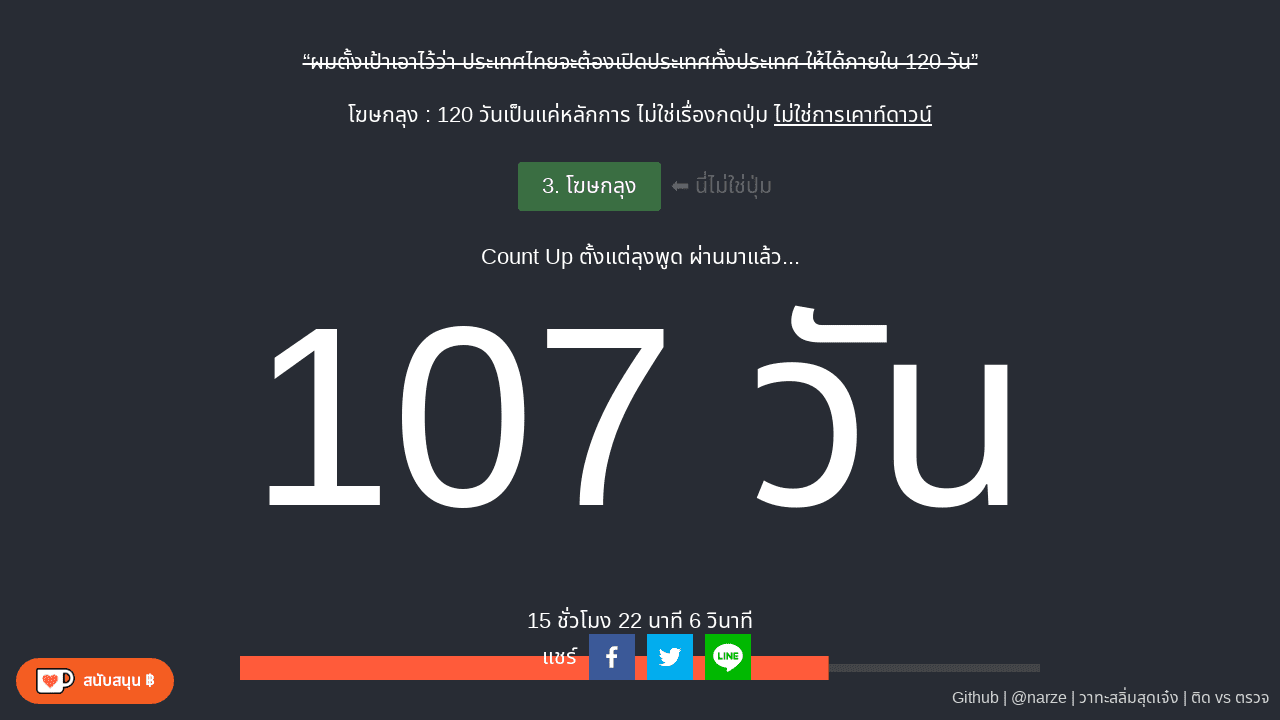 “ผมตั้งเป้าเอาไว้ว่า ประเทศไทยจะต้องเปิดประเทศทั้งประเทศ ให้ได้ภายใน 120 วัน”
โฆษกลุง : 120 วันเป็นแค่หลักการ ไม่ใช่เรื่องกดปุ่ม ไม่ใช่การเคาท์ดาวน์
3. โฆษกลุง ⬅ นี่ไม่ใช่ปุ่ม
Count Up ตั้งแต่ลุงพูด ผ่านมาแล้ว...
107 วัน
15 ชั่วโมง 22 นาที 6 วินาที
แชร์ LINE
สนับสนุน ฿
Github | @narze | วาทะสลิ่มสุดเจ๋ง | ติด vs ตรวจ